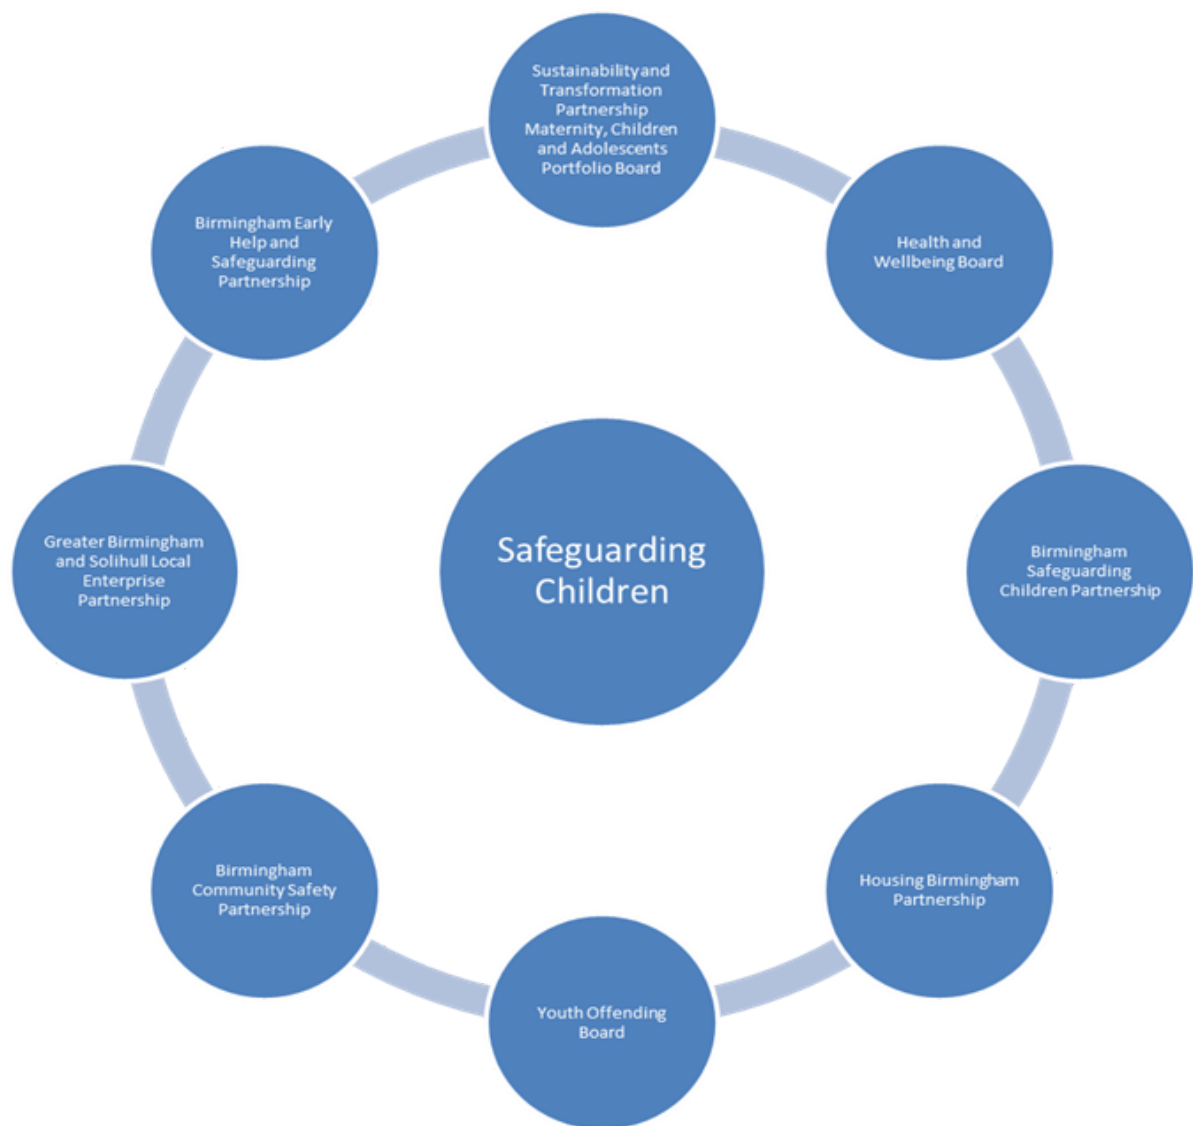 Sustainability and
Transformation
Partnership
Maternity, Children
and Adolescents
Portfolio Board
Birmingham Early
Help and
Safeguarding
Partnership
Health and
Wellbeing Board
Greater Birmingham
and Solihull Local
Enterprise
Partnership
Safeguarding
Children
Birmingham
Safeguarding
Children Partnership
Birmingham
Community Safety
Partnership
Housing Birmingham
Partnership
Youth Offending
Board